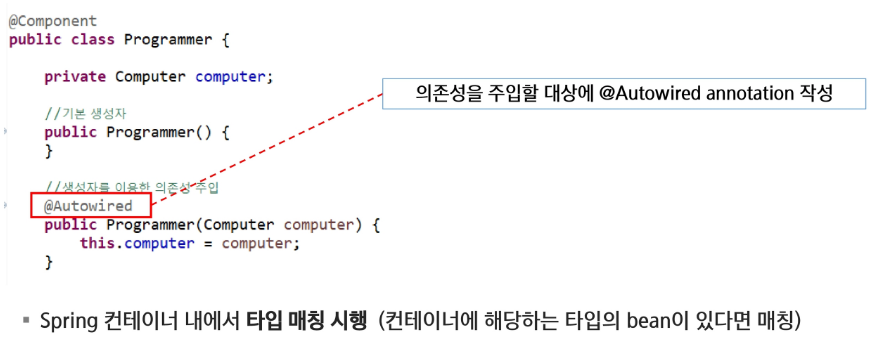 @Component
public class Programmer {
private Computer computer;
의존성을 주입할 대상에 @Autowired annotation 작성
//기본 생성자
public Programmer() {
}
//생성자를 이용한 의존성 주입
@Autowired
public Programmer(Computer computer) {
this.computer = computer;
}
▪ Spring 컨테이너 내에서 타입 매칭 시행 (컨테이너에 해당하는 타입의 bean이 있다면 매칭)